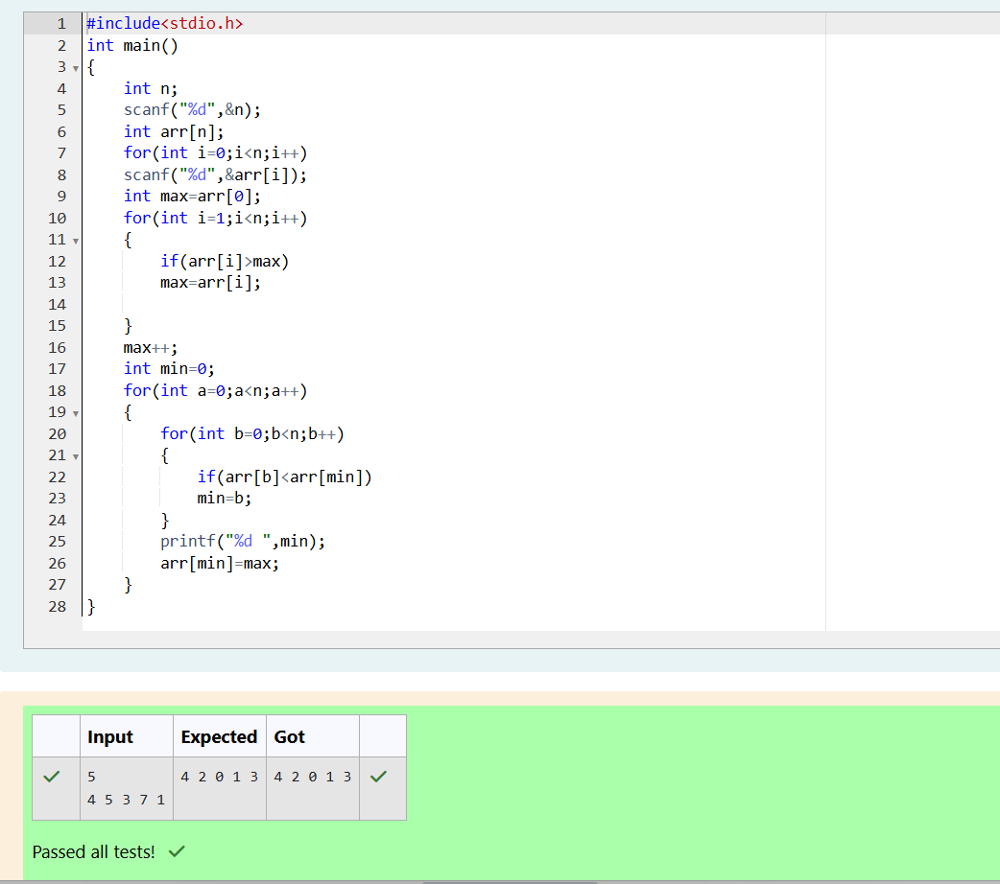 1 #include<stdio.h>
2 int main()
3 {
4     int n;
5     scanf("%d",&n);
6     int arr[n];
7     for(int i=0;i<n;i++)
8     scanf("%d",&arr[i]);
9     int max=arr[0];
10     for(int i=1;i<n;i++)
11     {
12         if(arr[i]>max)
13         max=arr[i];
14
15     }
16     max++;
17     int min=0;
18     for(int a=0;a<n;a++)
19     {
20         for(int b=0;b<n;b++)
21         {
22             if(arr[b]<arr[min])
23             min=b;
24         }
25         printf("%d ",min);
26         arr[min]=max;
27     }
28 }
Input Expected Got
5 4 2 0 1 3 4 2 0 1 3
4 5 3 7 1
Passed all tests!